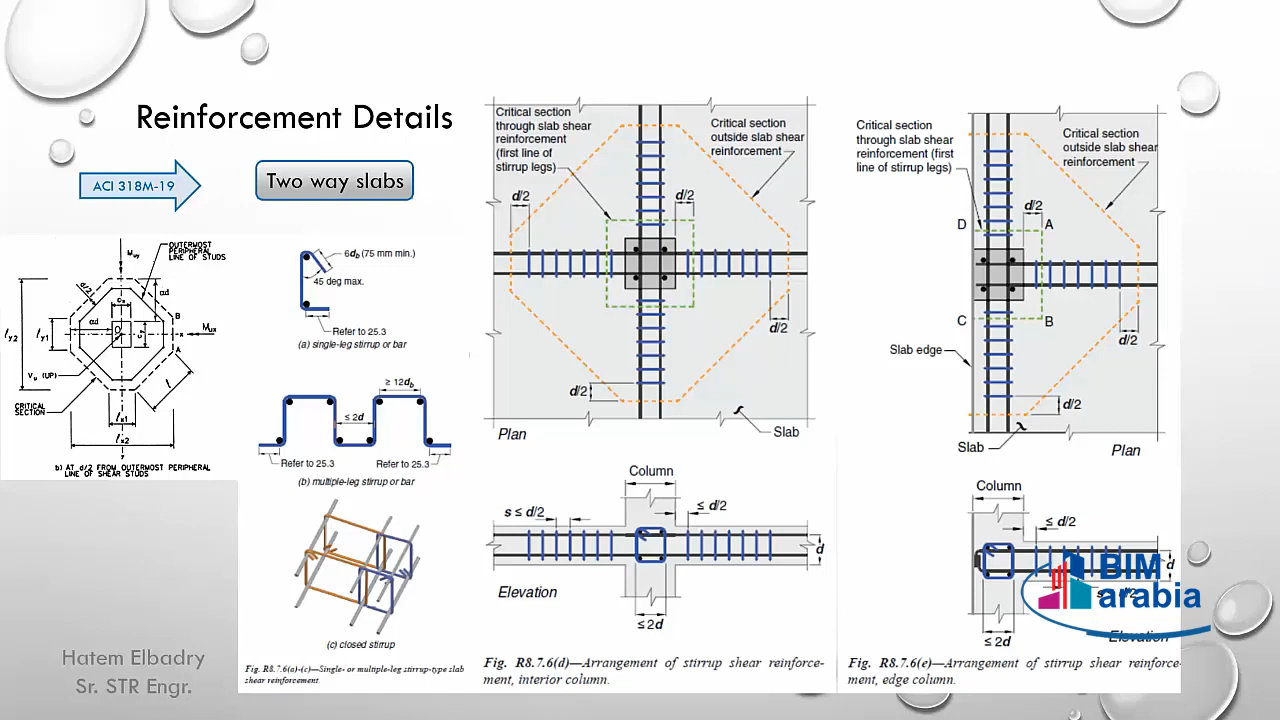 Reinforcement Details
ACI 318M-19
Two way slabs
OUTERMOST
PERIPHERAL
LINE OF STUDS
Muy
d/2
αd
cx
B
αd
O
cy
x
Mux
ly2
ly1
A
Vu (UP)
l
CRITICAL
SECTION
lx1
lx2
y
b) AT d/2 FROM OUTERMOST PERIPHERAL
LINE OF SHEAR STUDS
6db (75 mm min.)
45 deg max.
Refer to 25.3
(a) single-leg stirrup or bar
≥ 12db
≤ 2d
Refer to 25.3
Refer to 25.3
(b) multiple-leg stirrup or bar
(c) closed stirrup
Fig. R8.7.6(a)-(c)—Single- or multiple-leg stirrup-type slab
shear reinforcement.
Critical section
through slab shear
reinforcement
(first line of
stirrup legs)
Critical section
outside slab shear
reinforcement
d/2
d/2
d/2
d/2
Plan
Slab
Column
s ≤ d/2
≤ d/2
d
Elevation
≤ 2d
Fig. R8.7.6(d)—Arrangement of stirrup shear reinforce-
ment, interior column.
Critical section
through slab shear
reinforcement (first
line of stirrup legs)
Critical section
outside slab shear
reinforcement
d/2
D
A
C
B
d/2
Slab edge
d/2
Slab
Plan
Column
≤ d/2
d
Elevation
≤ 2d
Fig. R8.7.6(e)—Arrangement of stirrup shear reinforce-
ment, edge column.
BIM
arabia
Hatem Elbadry
Sr. STR Engr.